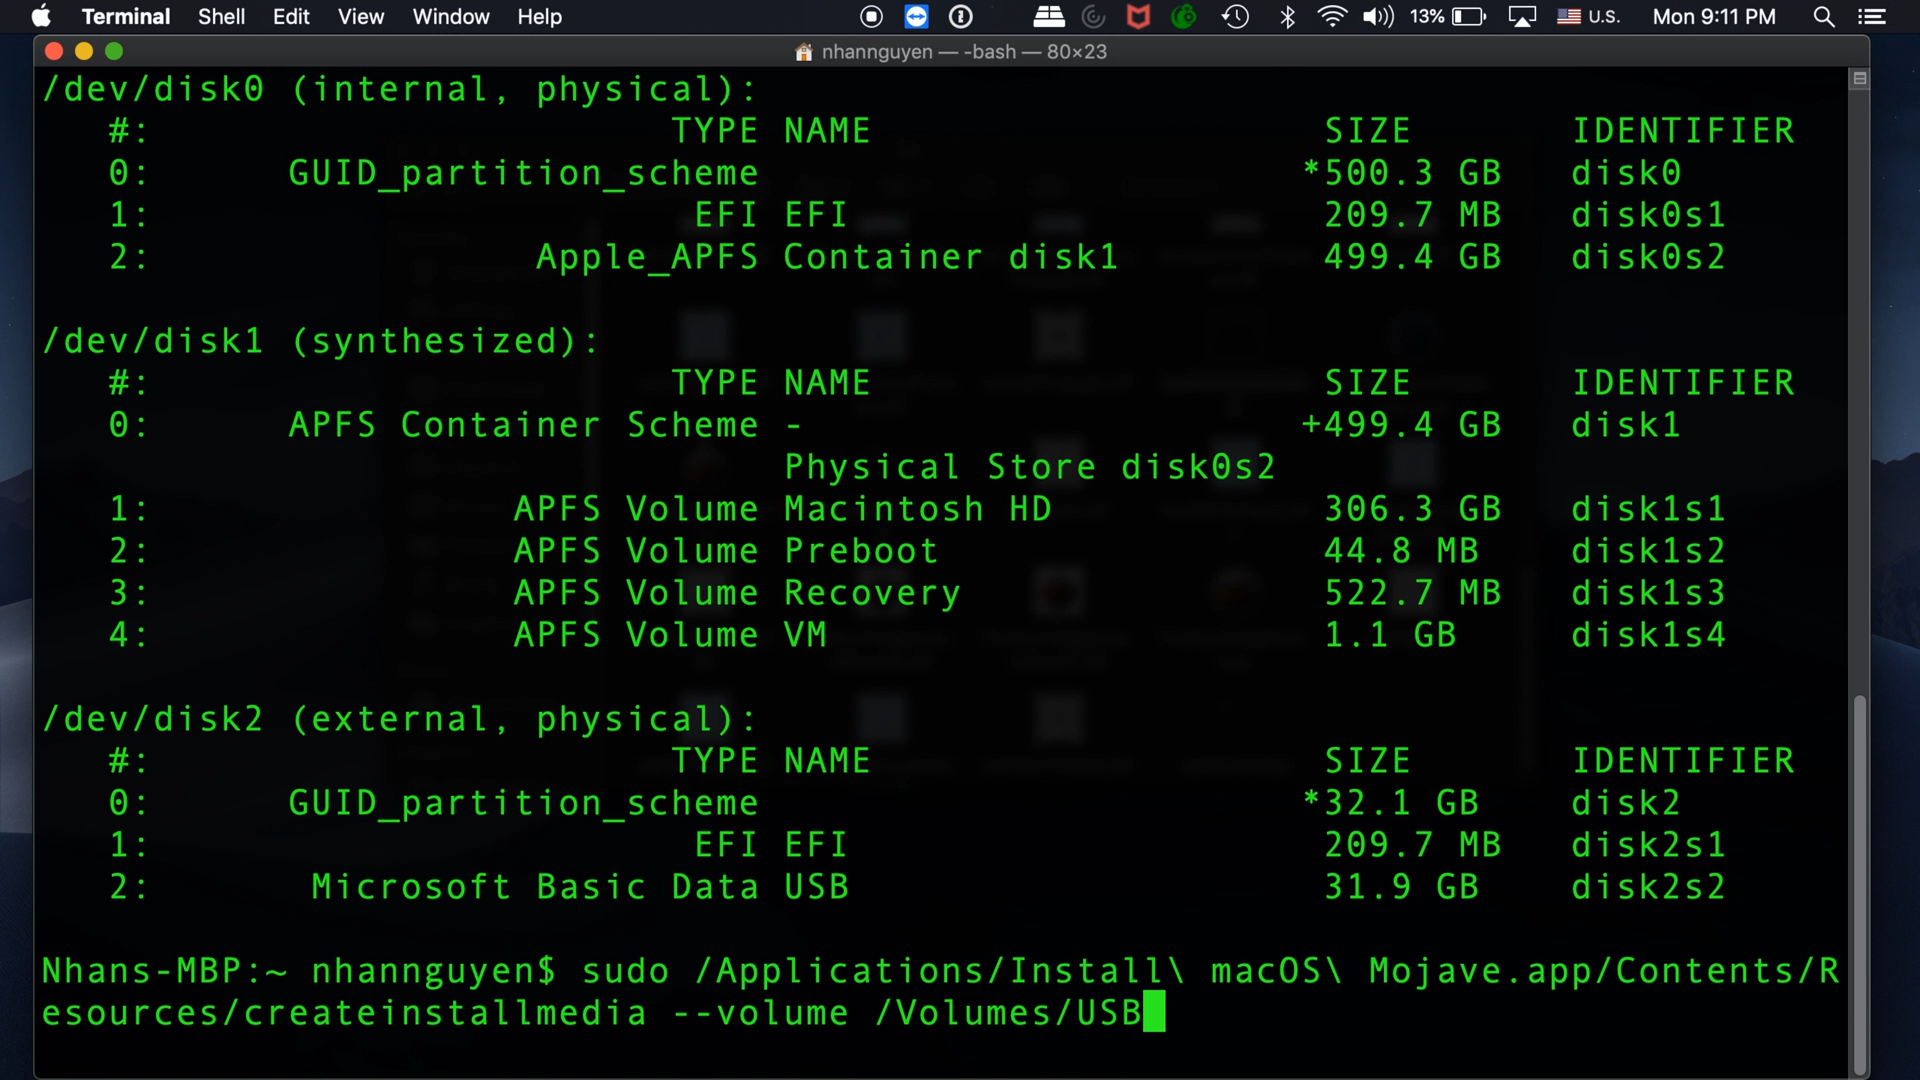 Terminal Shell Edit View Window Help 13% U.S. Mon 9:11 PM
nhannguyen — -bash — 80×23
/dev/disk0 (internal, physical):
#: TYPE NAME SIZE IDENTIFIER
0: GUID_partition_scheme *500.3 GB disk0
1: EFI EFI 209.7 MB disk0s1
2: Apple_APFS Container disk1 499.4 GB disk0s2
/dev/disk1 (synthesized):
#: TYPE NAME SIZE IDENTIFIER
0: APFS Container Scheme - +499.4 GB disk1
Physical Store disk0s2
1: APFS Volume Macintosh HD 306.3 GB disk1s1
2: APFS Volume Preboot 44.8 MB disk1s2
3: APFS Volume Recovery 522.7 MB disk1s3
4: APFS Volume VM 1.1 GB disk1s4
/dev/disk2 (external, physical):
#: TYPE NAME SIZE IDENTIFIER
0: GUID_partition_scheme *32.1 GB disk2
1: EFI EFI 209.7 MB disk2s1
2: Microsoft Basic Data USB 31.9 GB disk2s2
Nhans-MBP:~ nhannguyen$ sudo /Applications/Install\ macOS\ Mojave.app/Contents/R
esources/createinstallmedia --volume /Volumes/USB